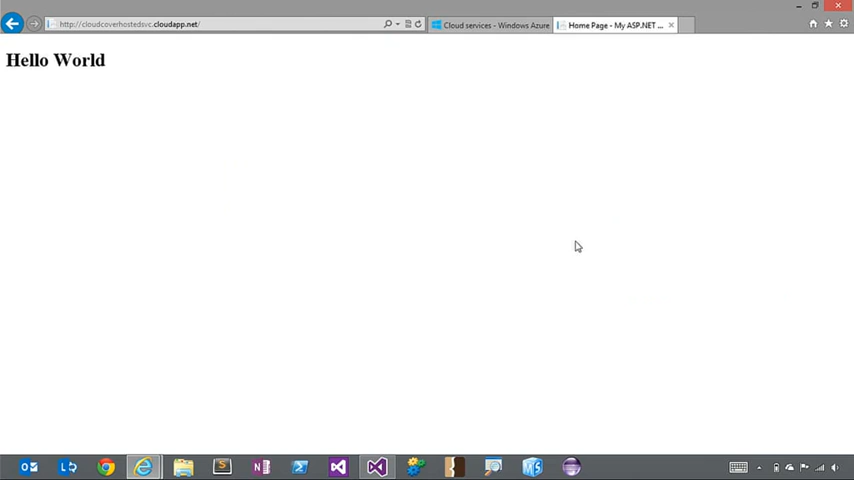 http://cloudcoverhostedsvc.cloudapp.net/
Cloud services - Windows Azure
Home Page - My ASP.NET ...
Hello World